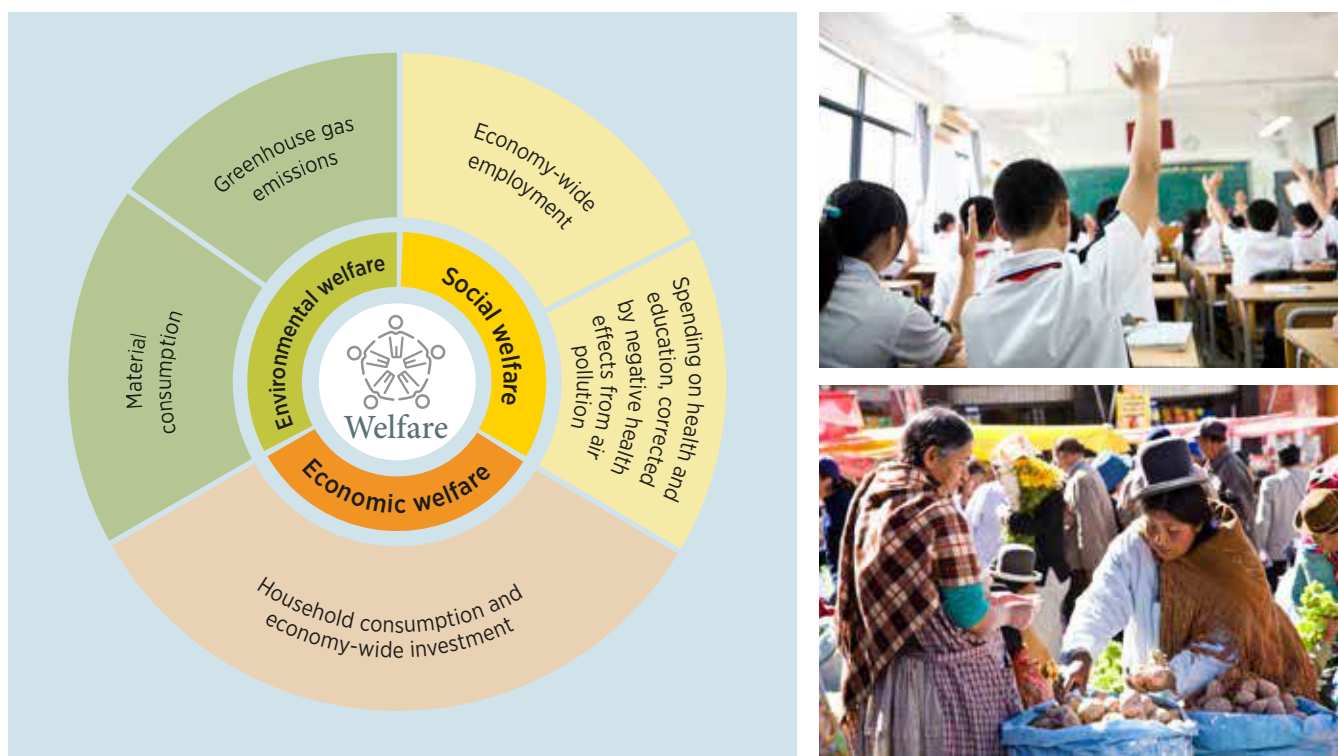 Greenhouse gas
emissions
Economy-wide
employment
Material
consumption
Spending on health and
education, corrected
by negative health
effects from air
pollution
Environmental welfare
Social welfare
Economic welfare
Welfare
Household consumption and
economy-wide investment